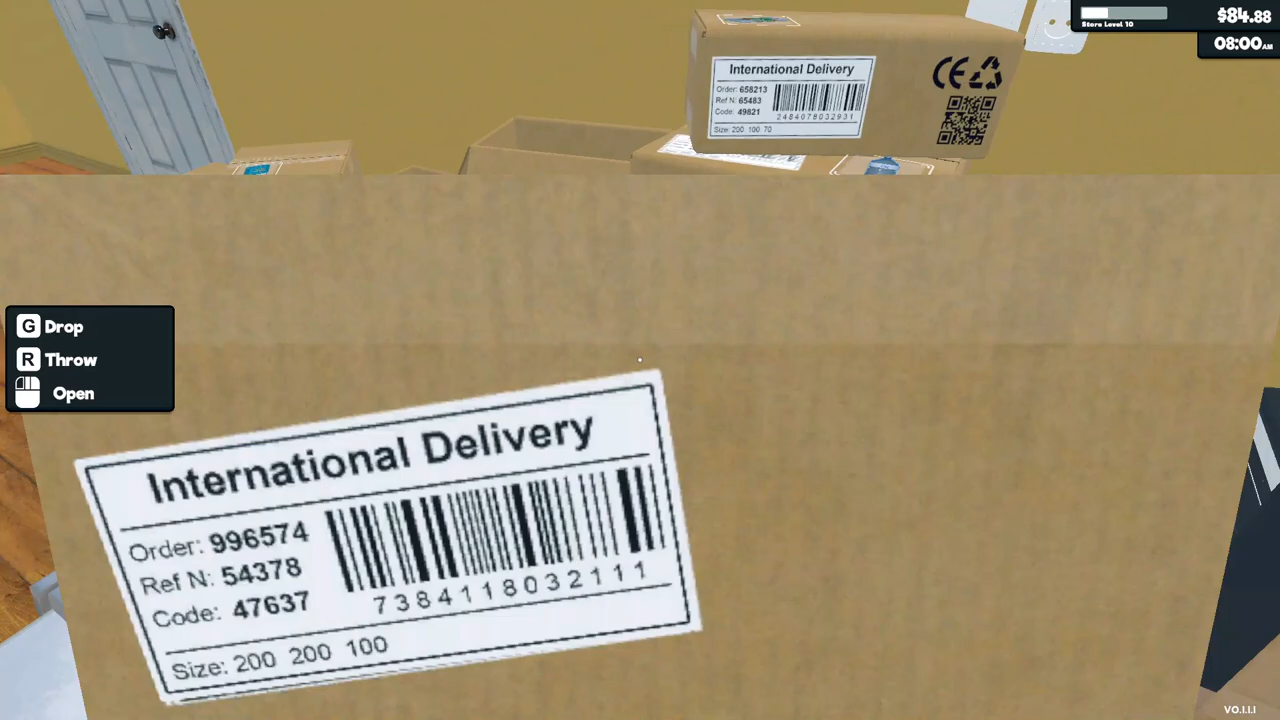 $84.88
Store Level 10
08:00AM
International Delivery
Order: 658213
Ref N: 65483
Code: 49821
2484078032931
Size: 200 100 70
CE
G Drop
R Throw
Open
International Delivery
Order: 996574
Ref N: 54378
Code: 47637
7384118032111
Size: 200 200 100
V0.1.1.1